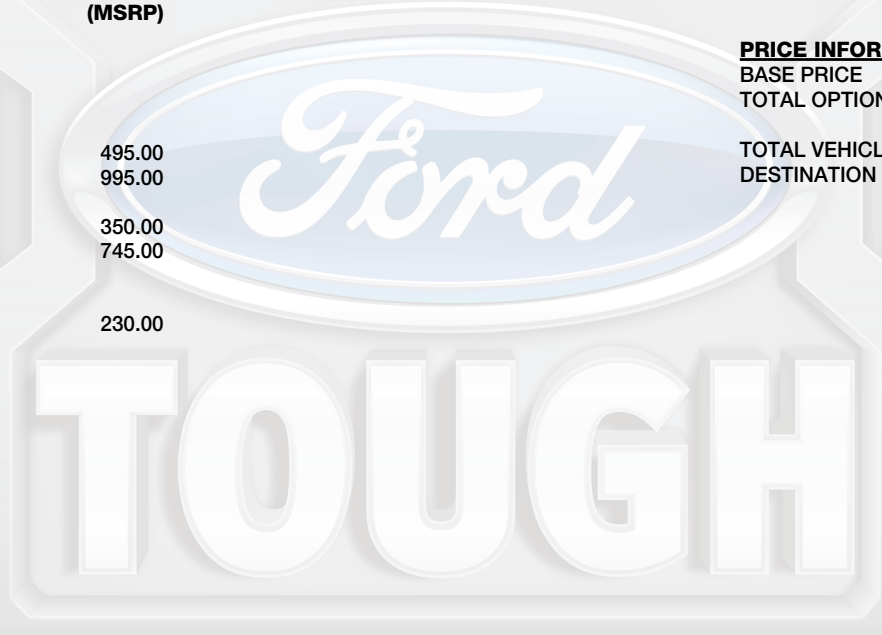 (MSRP)
495.00
995.00
350.00
745.00
230.00
PRICE INFOR
BASE PRICE
TOTAL OPTION
TOTAL VEHICL
DESTINATION
Ford
TOUGH